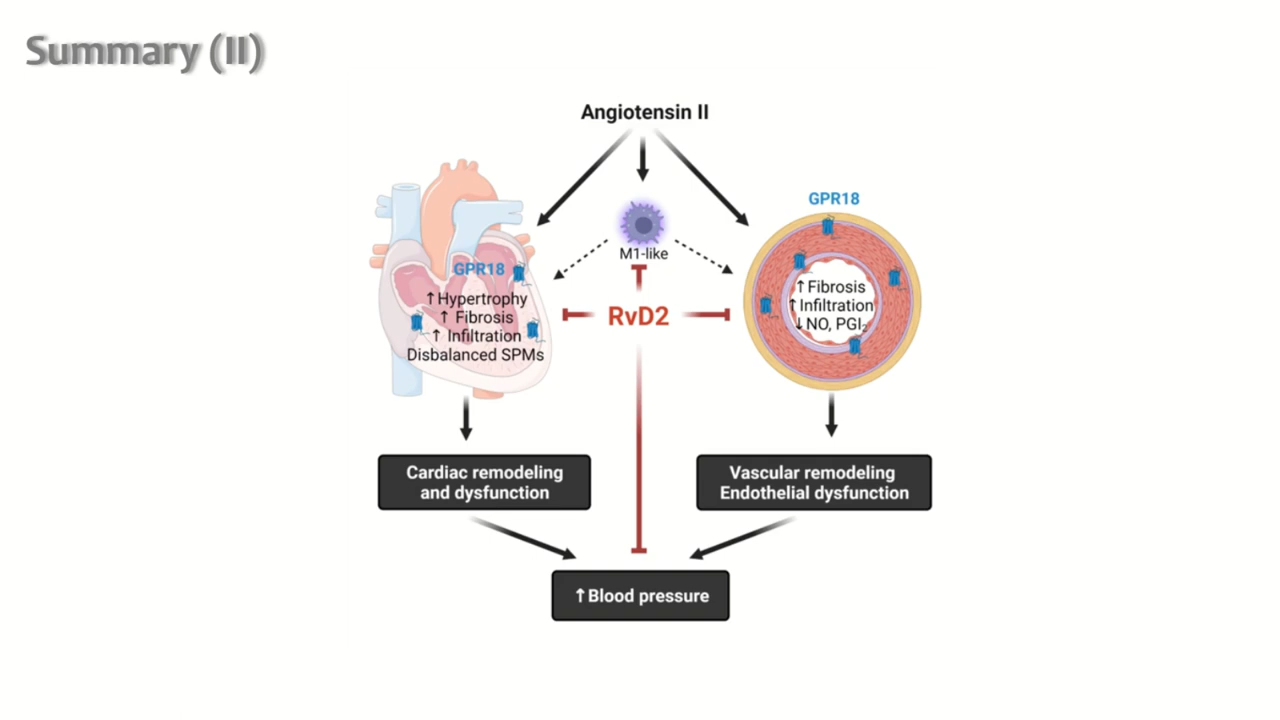 Summary (II)
Angiotensin II
GPR18
M1-like
GPR18
↑Hypertrophy
↑ Fibrosis
↑ Infiltration
Disbalanced SPMs
RvD2
↑Fibrosis
↑Infiltration
↓NO, PGI₂
Cardiac remodeling
and dysfunction
Vascular remodeling
Endothelial dysfunction
↑Blood pressure